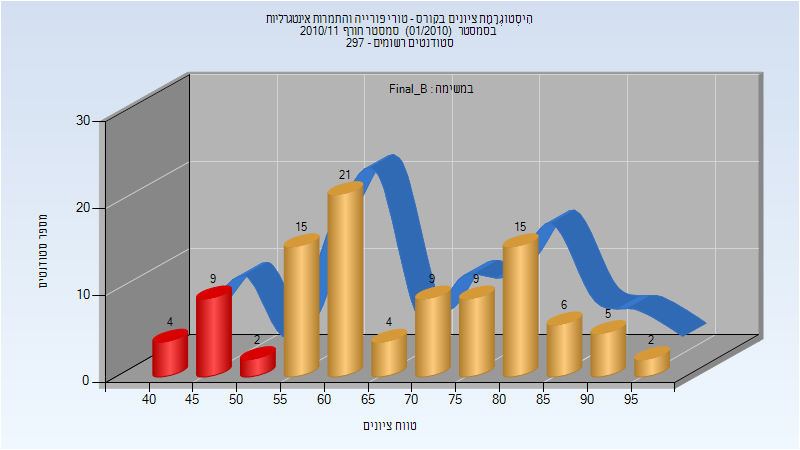 היסטוגרמת ציונים בקורס - טורי פורייה והתמרות אינטגרליות
בסמסטר (01/2010) סמסטר חורף 2010/11
סטודנטים רשומים - 297
במשימה : Final_B
מספר סטודנטים
30
20
10
0
4
9
2
15
21
4
9
9
15
6
5
2
40 45 50 55 60 65 70 75 80 85 90 95
טווח ציונים